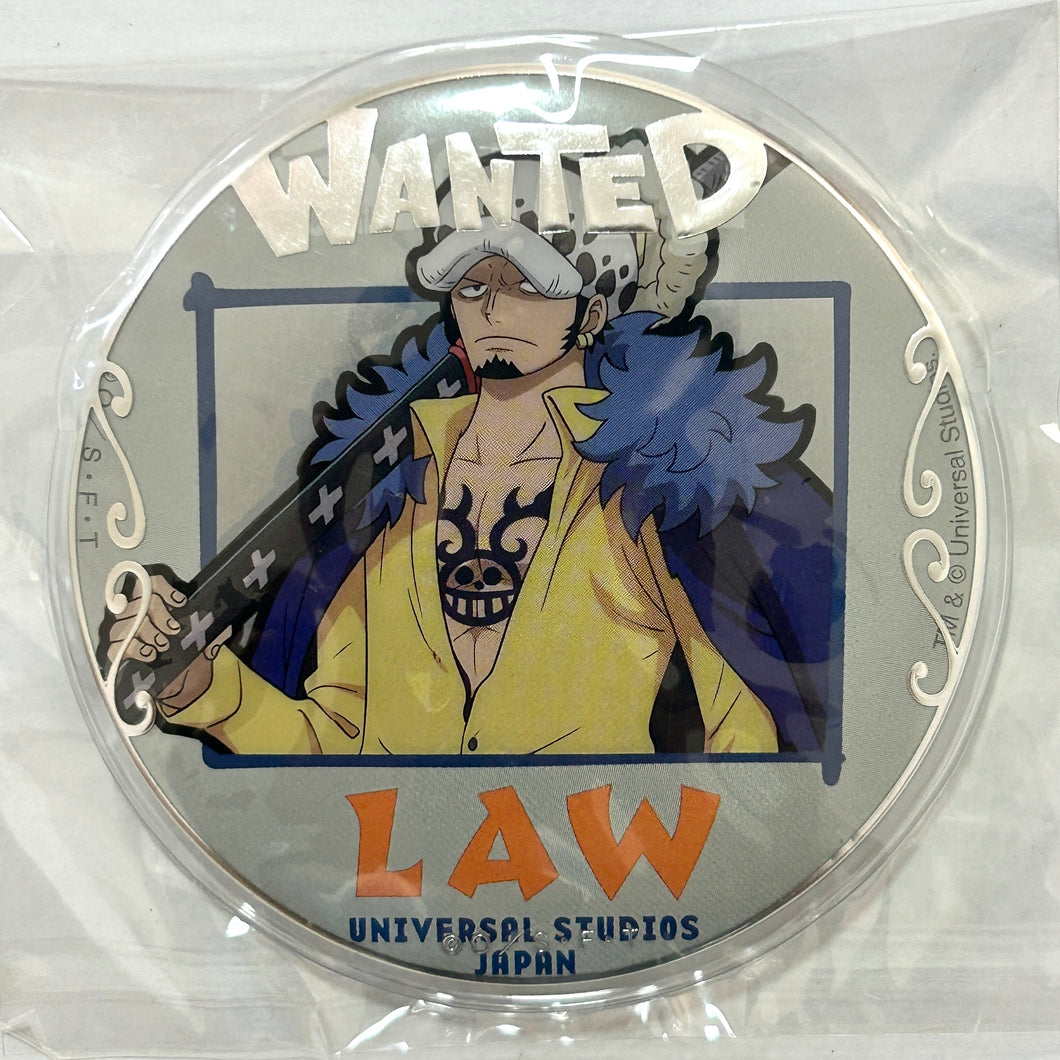 WANTED
S.F.T
TM & © Universal Studios.
LAW
UNIVERSAL STUDIOS
JAPAN